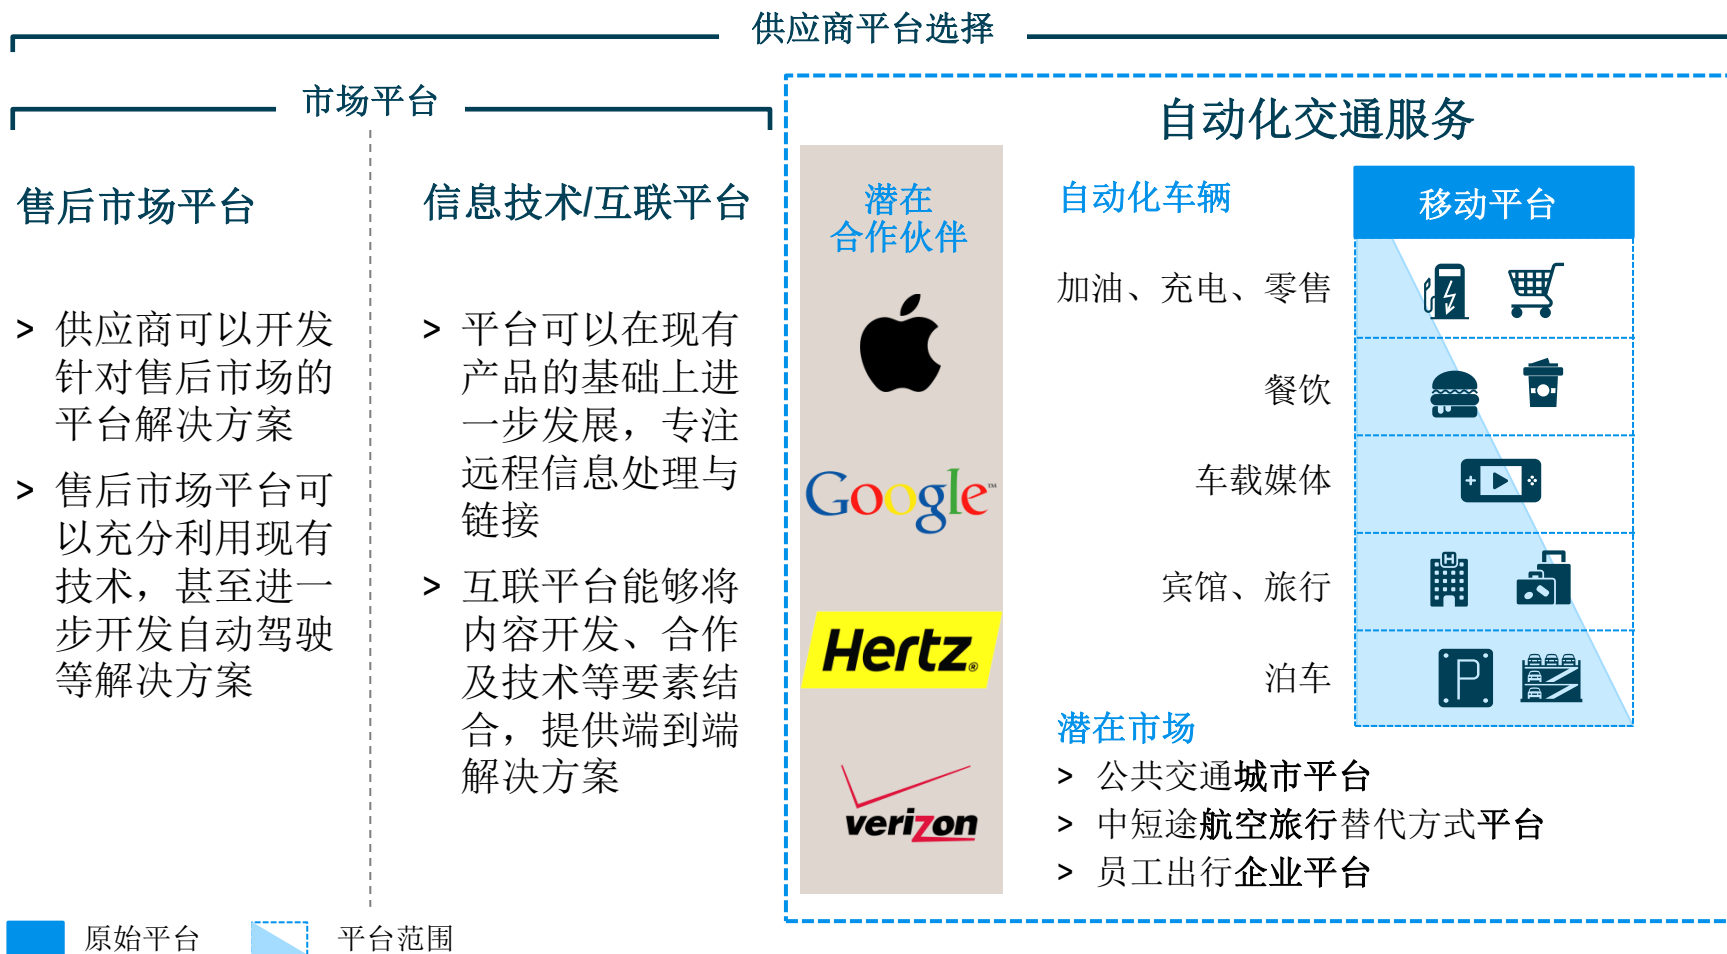 供应商平台选择
市场平台
售后市场平台
> 供应商可以开发
针对售后市场的
平台解决方案
> 售后市场平台可
以充分利用现有
技术，甚至进一
步开发自动驾驶
等解决方案
信息技术/互联平台
> 平台可以在现有
产品的基础上进
一步发展，专注
远程信息处理与
链接
> 互联平台能够将
内容开发、合作
及技术等要素结
合，提供端到端
解决方案
自动化交通服务
潜在
合作伙伴
Google™
Hertz®
verizon
自动化车辆
移动平台
加油、充电、零售
餐饮
车载媒体
宾馆、旅行
H
泊车
P
潜在市场
> 公共交通城市平台
> 中短途航空旅行替代方式平台
> 员工出行企业平台
原始平台
平台范围